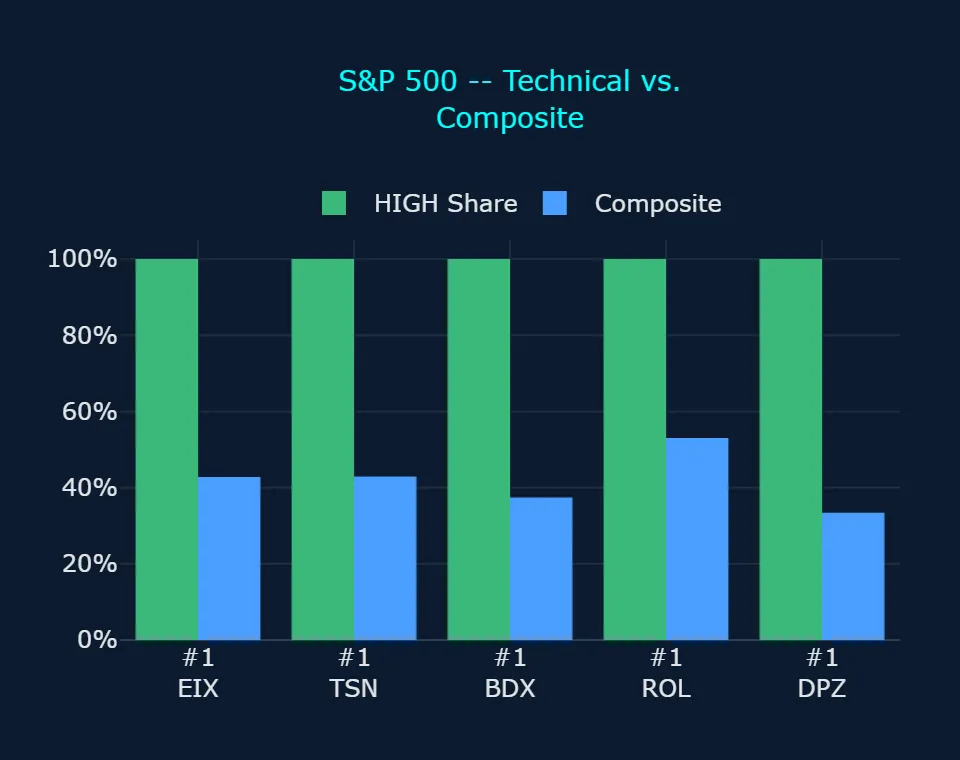 S&P 500 -- Technical vs.
Composite
HIGH Share
Composite
100%
80%
60%
40%
20%
0%
#1
EIX
#1
TSN
#1
BDX
#1
ROL
#1
DPZ